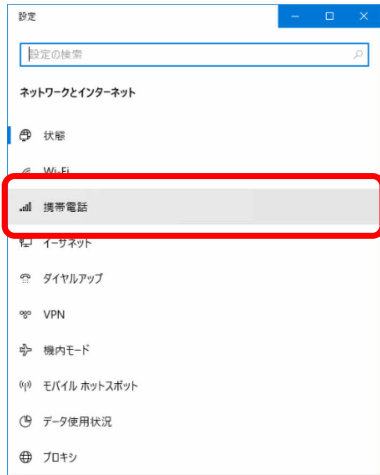 設定
設定の検索
ネットワークとインターネット
状態
Wi-Fi
携帯電話
イーサネット
ダイヤルアップ
VPN
機内モード
モバイル ホットスポット
データ使用状況
プロキシ